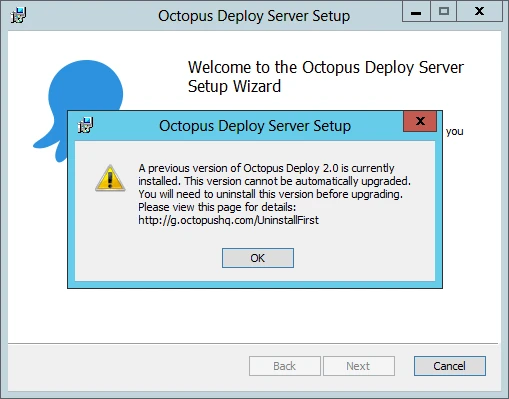 Octopus Deploy Server Setup
Welcome to the Octopus Deploy Server
Setup Wizard
you
Octopus Deploy Server Setup
A previous version of Octopus Deploy 2.0 is currently
installed. This version cannot be automatically upgraded.
You will need to uninstall this version before upgrading.
Please view this page for details:
http://g.octopushq.com/UninstallFirst
OK
Back
Next
Cancel